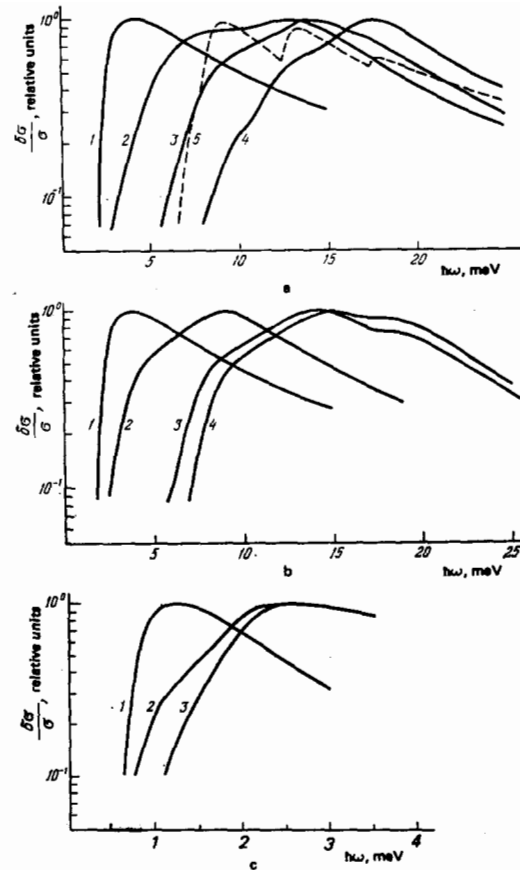 10⁰
δσ/σ, relative units
10⁻¹
1 2 3 5 4
5 10 15 20
ħω, meV
a
10⁰
δσ/σ, relative units
10⁻¹
1 2 3 4
5 10 15 20 25
ħω, meV
b
10⁰
δσ/σ, relative units
10⁻¹
1 2 3
1 2 3 4
ħω, meV
c